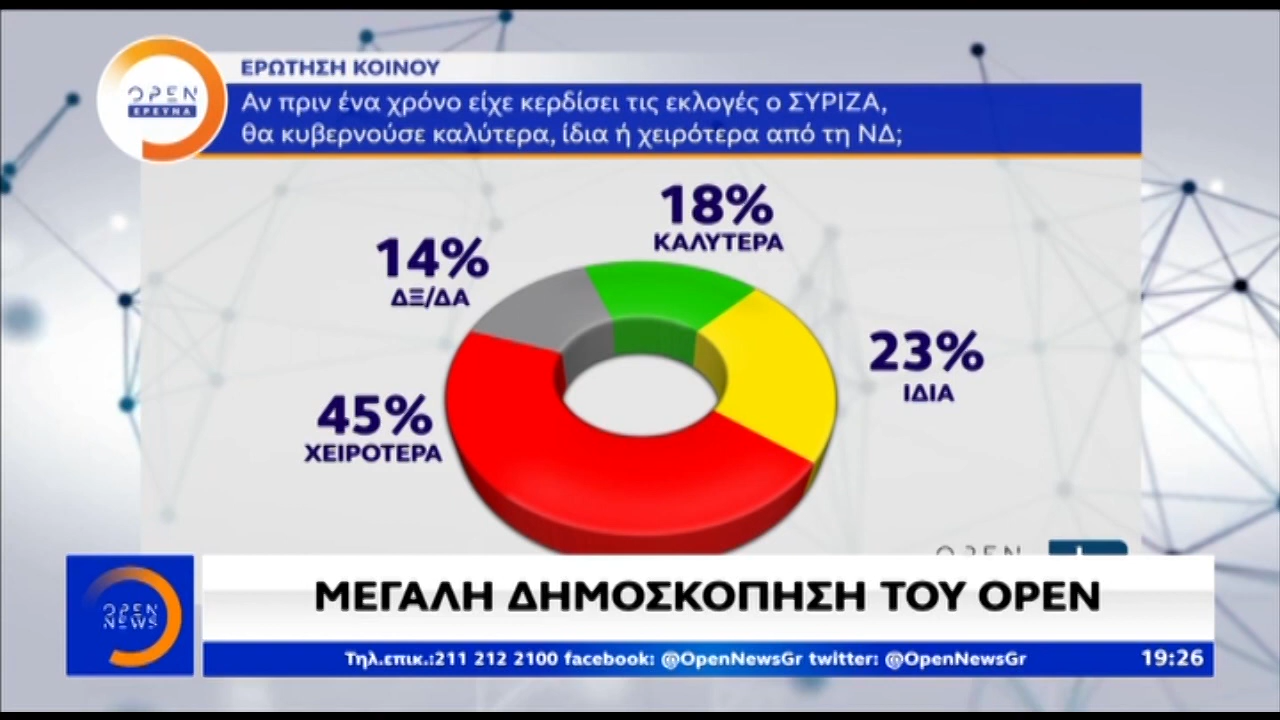 ΕΡΩΤΗΣΗ ΚΟΙΝΟΥ
OPEN
ΕΡΕΥΝΑ
Αν πριν ένα χρόνο είχε κερδίσει τις εκλογές ο ΣΥΡΙΖΑ,
θα κυβερνούσε καλύτερα, ίδια ή χειρότερα από τη ΝΔ;
18%
ΚΑΛΥΤΕΡΑ
14%
ΔΞ/ΔΑ
23%
ΙΔΙΑ
45%
ΧΕΙΡΟΤΕΡΑ
OPEN
OPEN
NEWS
ΜΕΓΑΛΗ ΔΗΜΟΣΚΟΠΗΣΗ ΤΟΥ OPEN
Τηλ.επικ.:211 212 2100 facebook: @OpenNewsGr twitter: @OpenNewsGr
19:26